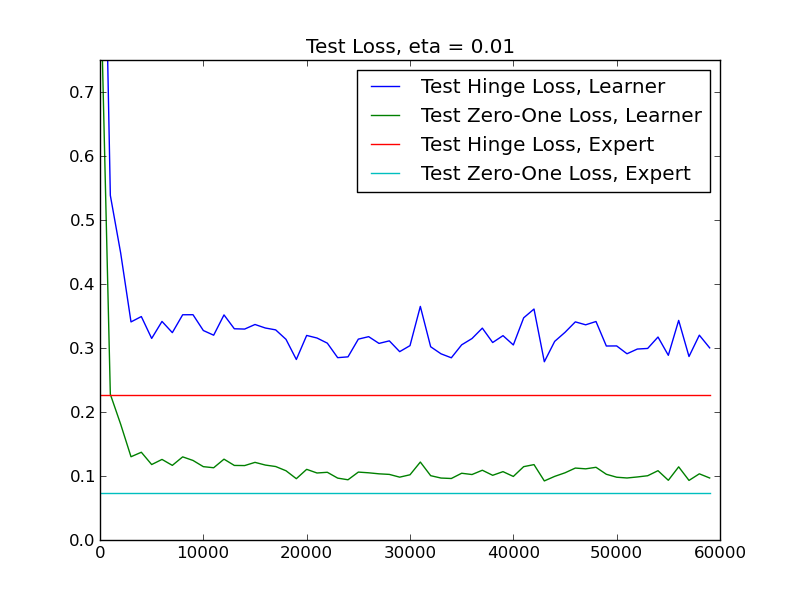 Test Loss, eta = 0.01
Test Hinge Loss, Learner
Test Zero-One Loss, Learner
Test Hinge Loss, Expert
Test Zero-One Loss, Expert
0.7
0.6
0.5
0.4
0.3
0.2
0.1
0.0
0 10000 20000 30000 40000 50000 60000